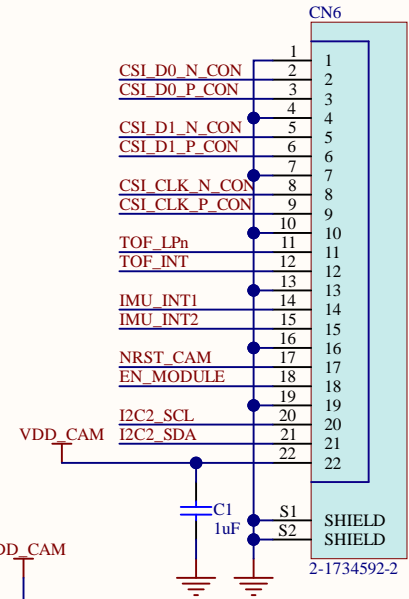 CN6
1 1
CSI_D0_N_CON 2 2
CSI_D0_P_CON 3 3
4 4
CSI_D1_N_CON 5 5
CSI_D1_P_CON 6 6
7 7
CSI_CLK_N_CON 8 8
CSI_CLK_P_CON 9 9
10 10
TOF_LPn 11 11
TOF_INT 12 12
13 13
IMU_INT1 14 14
IMU_INT2 15 15
16 16
NRST_CAM 17 17
EN_MODULE 18 18
19 19
I2C2_SCL 20 20
VDD_CAM I2C2_SDA 21 21
22 22
C1 S1 SHIELD
1uF S2 SHIELD
DD_CAM 2-1734592-2